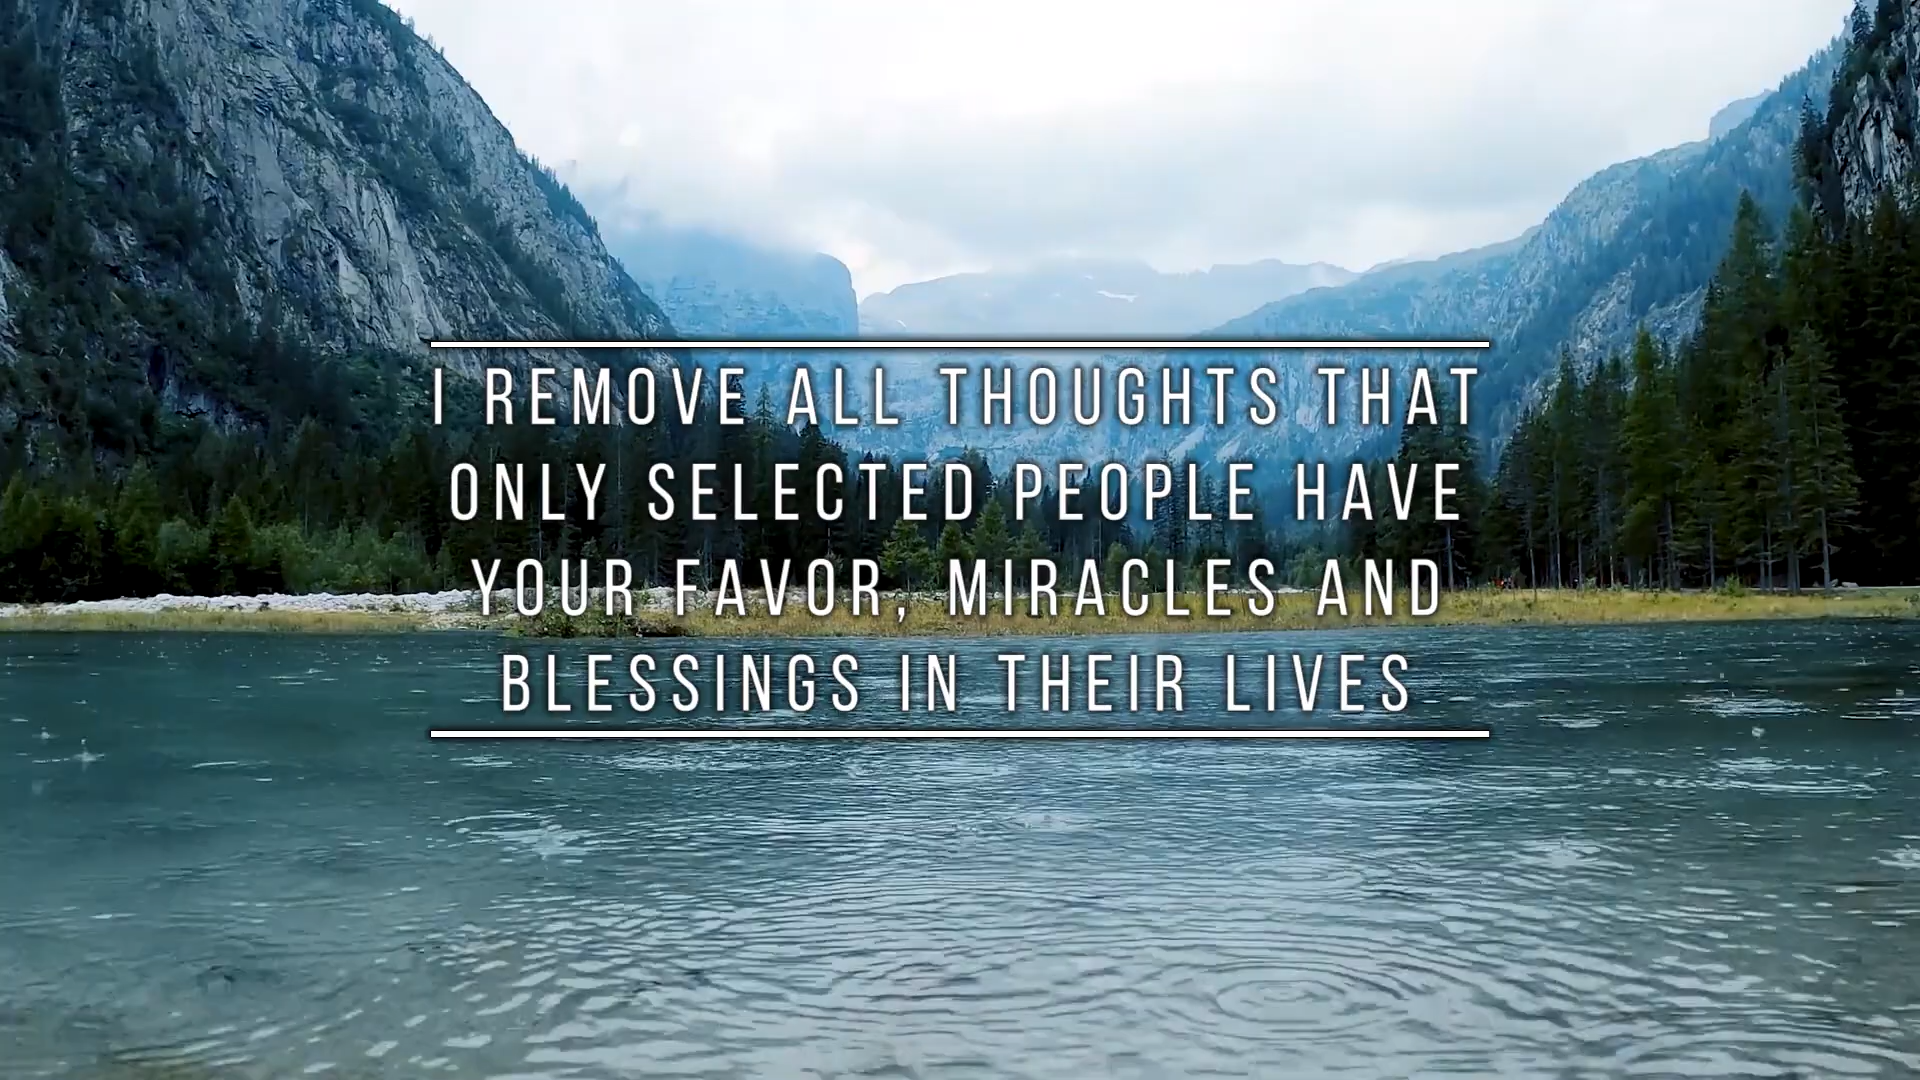 I REMOVE ALL THOUGHTS THAT
ONLY SELECTED PEOPLE HAVE
YOUR FAVOR, MIRACLES AND
BLESSINGS IN THEIR LIVES